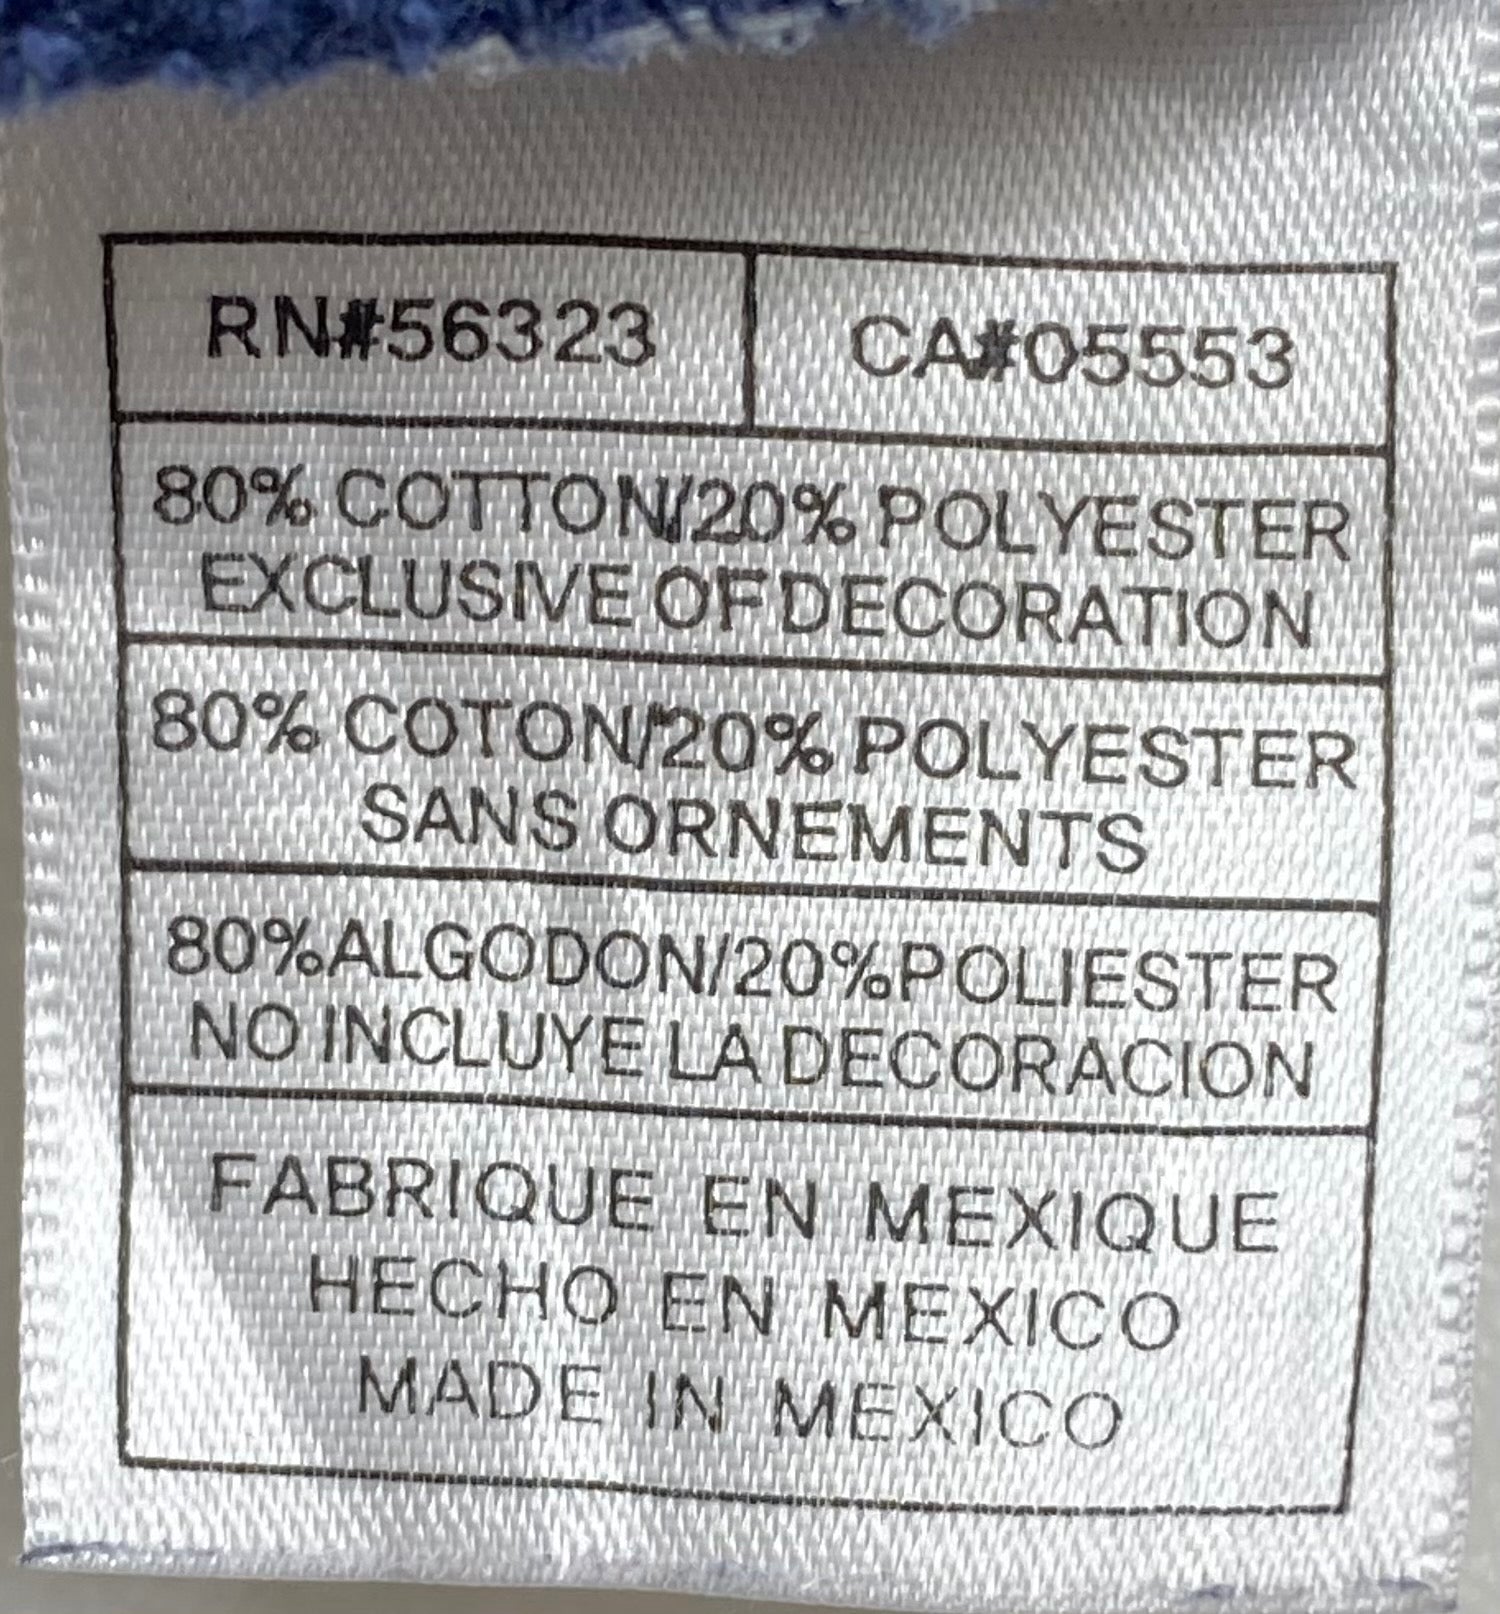 RN#56323 CA#05553
80% COTTON/20% POLYESTER
EXCLUSIVE OF DECORATION
80% COTON/20% POLYESTER
SANS ORNEMENTS
80%ALGODON/20%POLIESTER
NO INCLUYE LA DECORACION
FABRIQUE EN MEXIQUE
HECHO EN MEXICO
MADE IN MEXICO